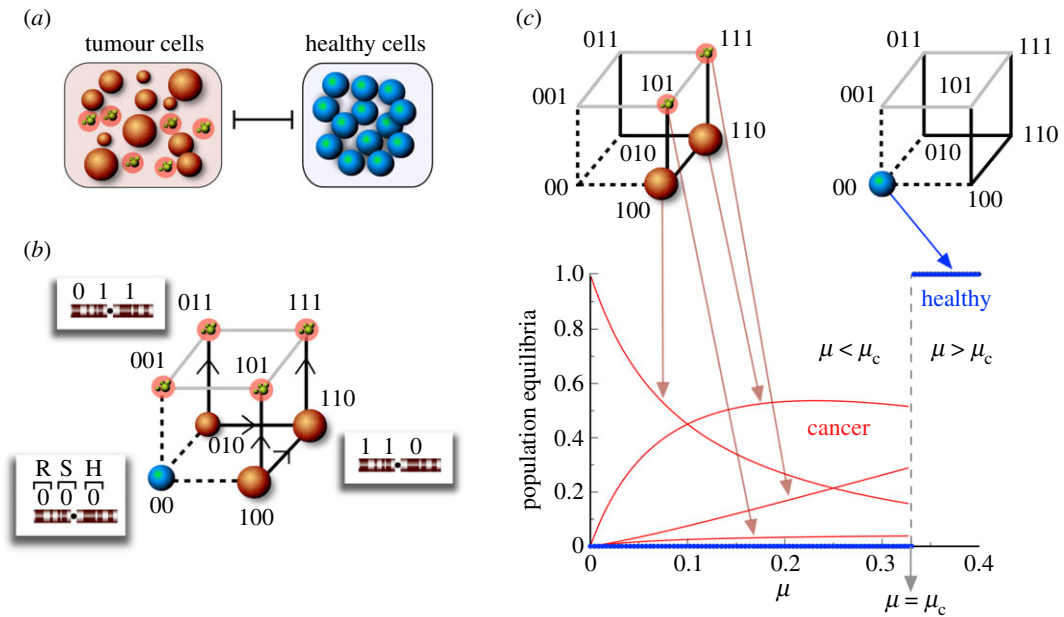 (a)
tumour cells healthy cells
(b)
0 1 1
011 111
001 101
010 110
1 1 0
R S H
0 0 0
00
100
(c)
011 111
101
001
110
010
00
100
011 111
101
001
110
010
00
100
population equilibria
1.0
0.8
0.6
0.4
0.2
0
healthy
μ < μc μ > μc
cancer
0 0.1 0.2 0.3 0.4
μ
μ = μc